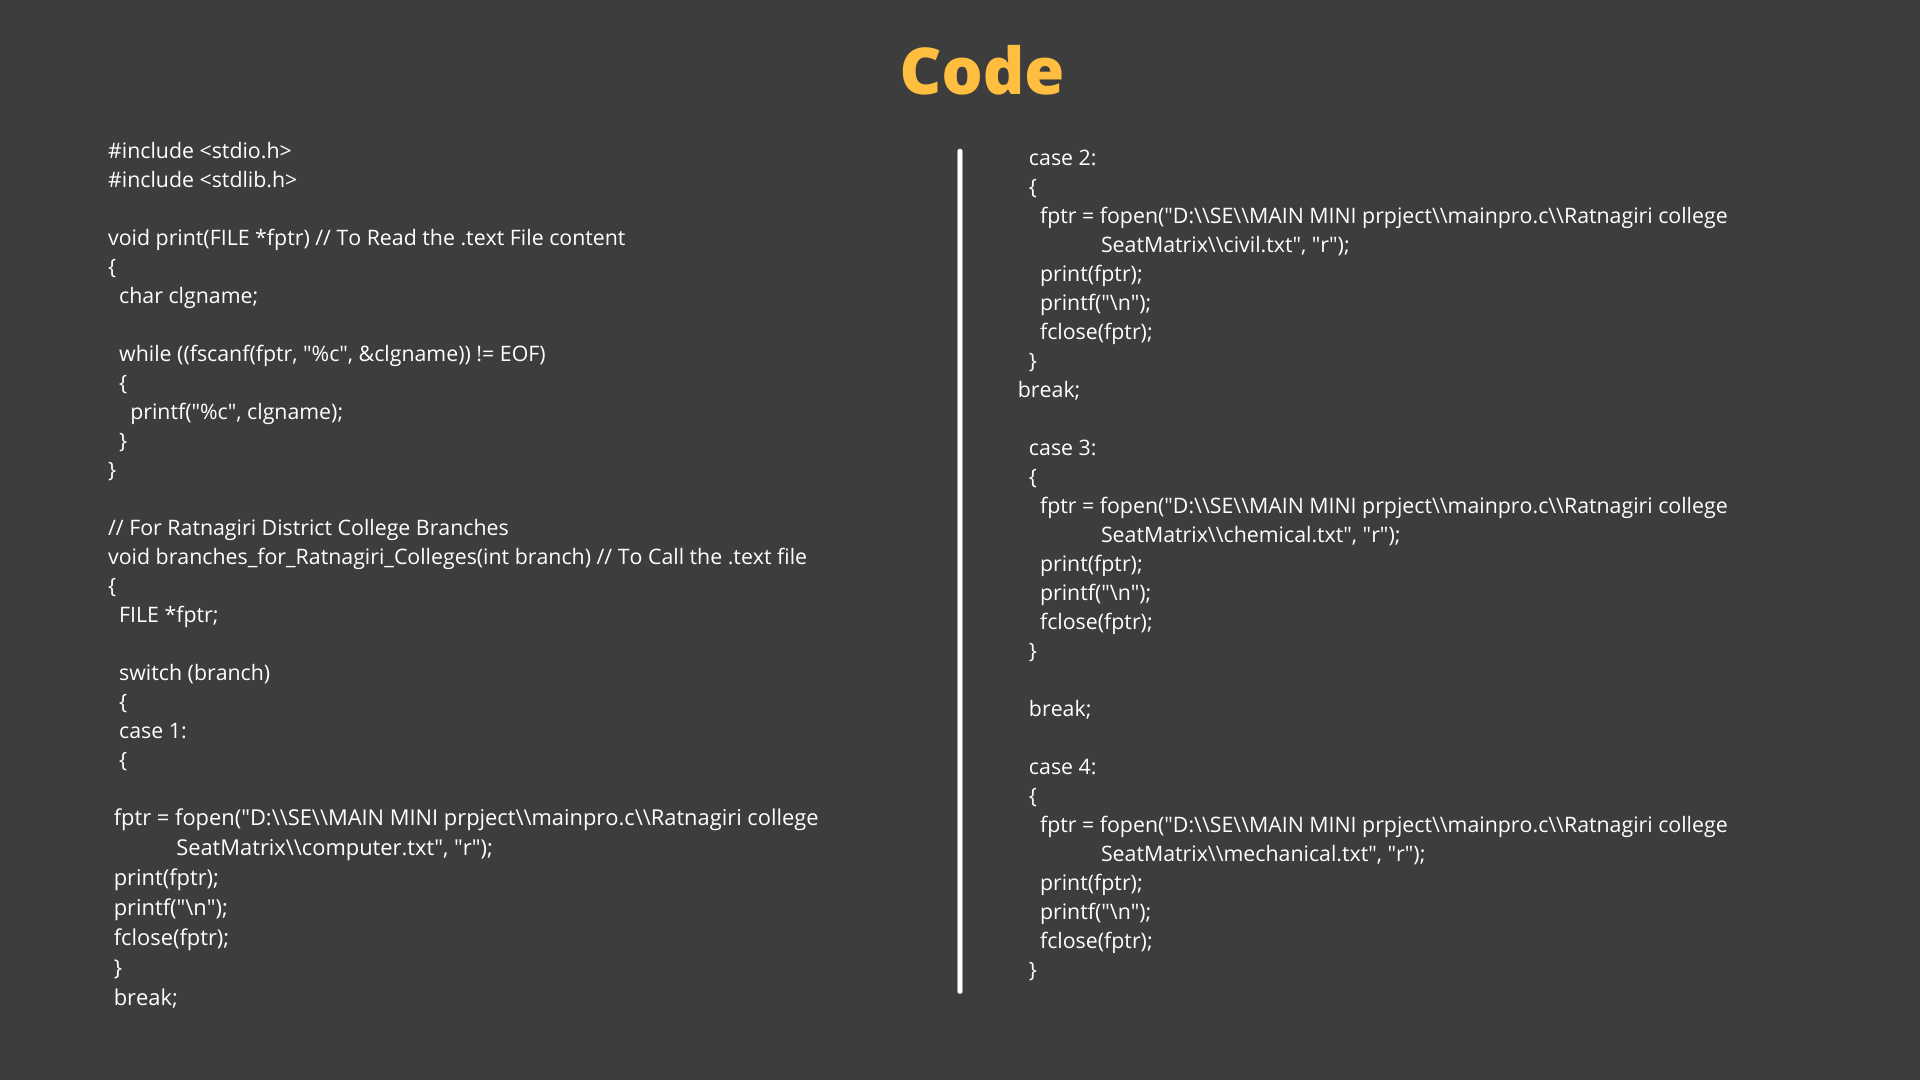 Code
#include <stdio.h>
#include <stdlib.h>
void print(FILE *fptr) // To Read the .text File content
{
char clgname;
while ((fscanf(fptr, "%c", &clgname)) != EOF)
{
printf("%c", clgname);
}
}
// For Ratnagiri District College Branches
void branches_for_Ratnagiri_Colleges(int branch) // To Call the .text file
{
FILE *fptr;
switch (branch)
{
case 1:
{
fptr = fopen("D:\\SE\\MAIN MINI prpject\\mainpro.c\\Ratnagiri college
SeatMatrix\\computer.txt", "r");
print(fptr);
printf("\n");
fclose(fptr);
}
break;
case 2:
{
fptr = fopen("D:\\SE\\MAIN MINI prpject\\mainpro.c\\Ratnagiri college
SeatMatrix\\civil.txt", "r");
print(fptr);
printf("\n");
fclose(fptr);
}
break;
case 3:
{
fptr = fopen("D:\\SE\\MAIN MINI prpject\\mainpro.c\\Ratnagiri college
SeatMatrix\\chemical.txt", "r");
print(fptr);
printf("\n");
fclose(fptr);
}
break;
case 4:
{
fptr = fopen("D:\\SE\\MAIN MINI prpject\\mainpro.c\\Ratnagiri college
SeatMatrix\\mechanical.txt", "r");
print(fptr);
printf("\n");
fclose(fptr);
}